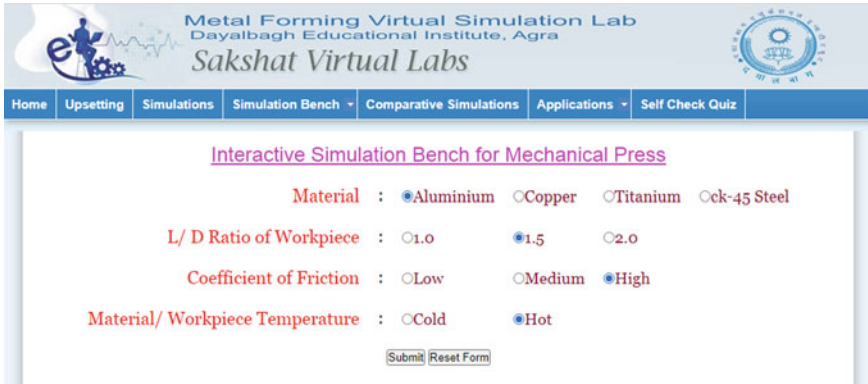 Metal Forming Virtual Simulation Lab
Dayalbagh Educational Institute, Agra
Sakshat Virtual Labs
Home Upsetting Simulations Simulation Bench Comparative Simulations Applications Self Check Quiz
Interactive Simulation Bench for Mechanical Press
Material : Aluminium Copper Titanium ck-45 Steel
L/ D Ratio of Workpiece : 1.0 1.5 2.0
Coefficient of Friction : Low Medium High
Material/ Workpiece Temperature : Cold Hot
Submit Reset Form